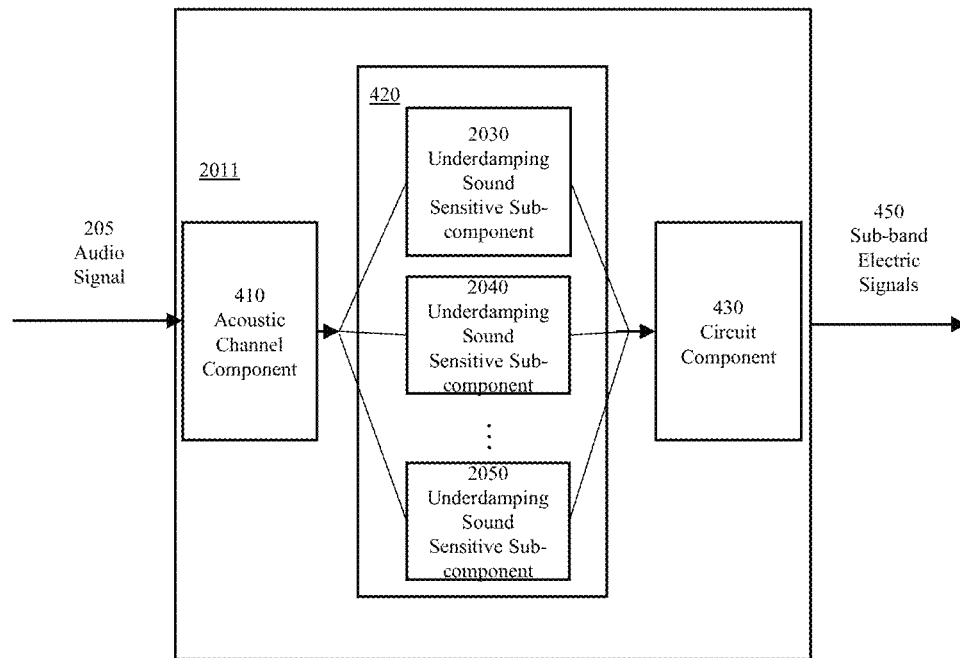 420
2030
Underdamping
Sound
Sensitive Sub-
component
2011
205
Audio
Signal
410
Acoustic
Channel
Component
2040
Underdamping
Sound
Sensitive Sub-
component
430
Circuit
Component
450
Sub-band
Electric
Signals
2050
Underdamping
Sound
Sensitive Sub-
component